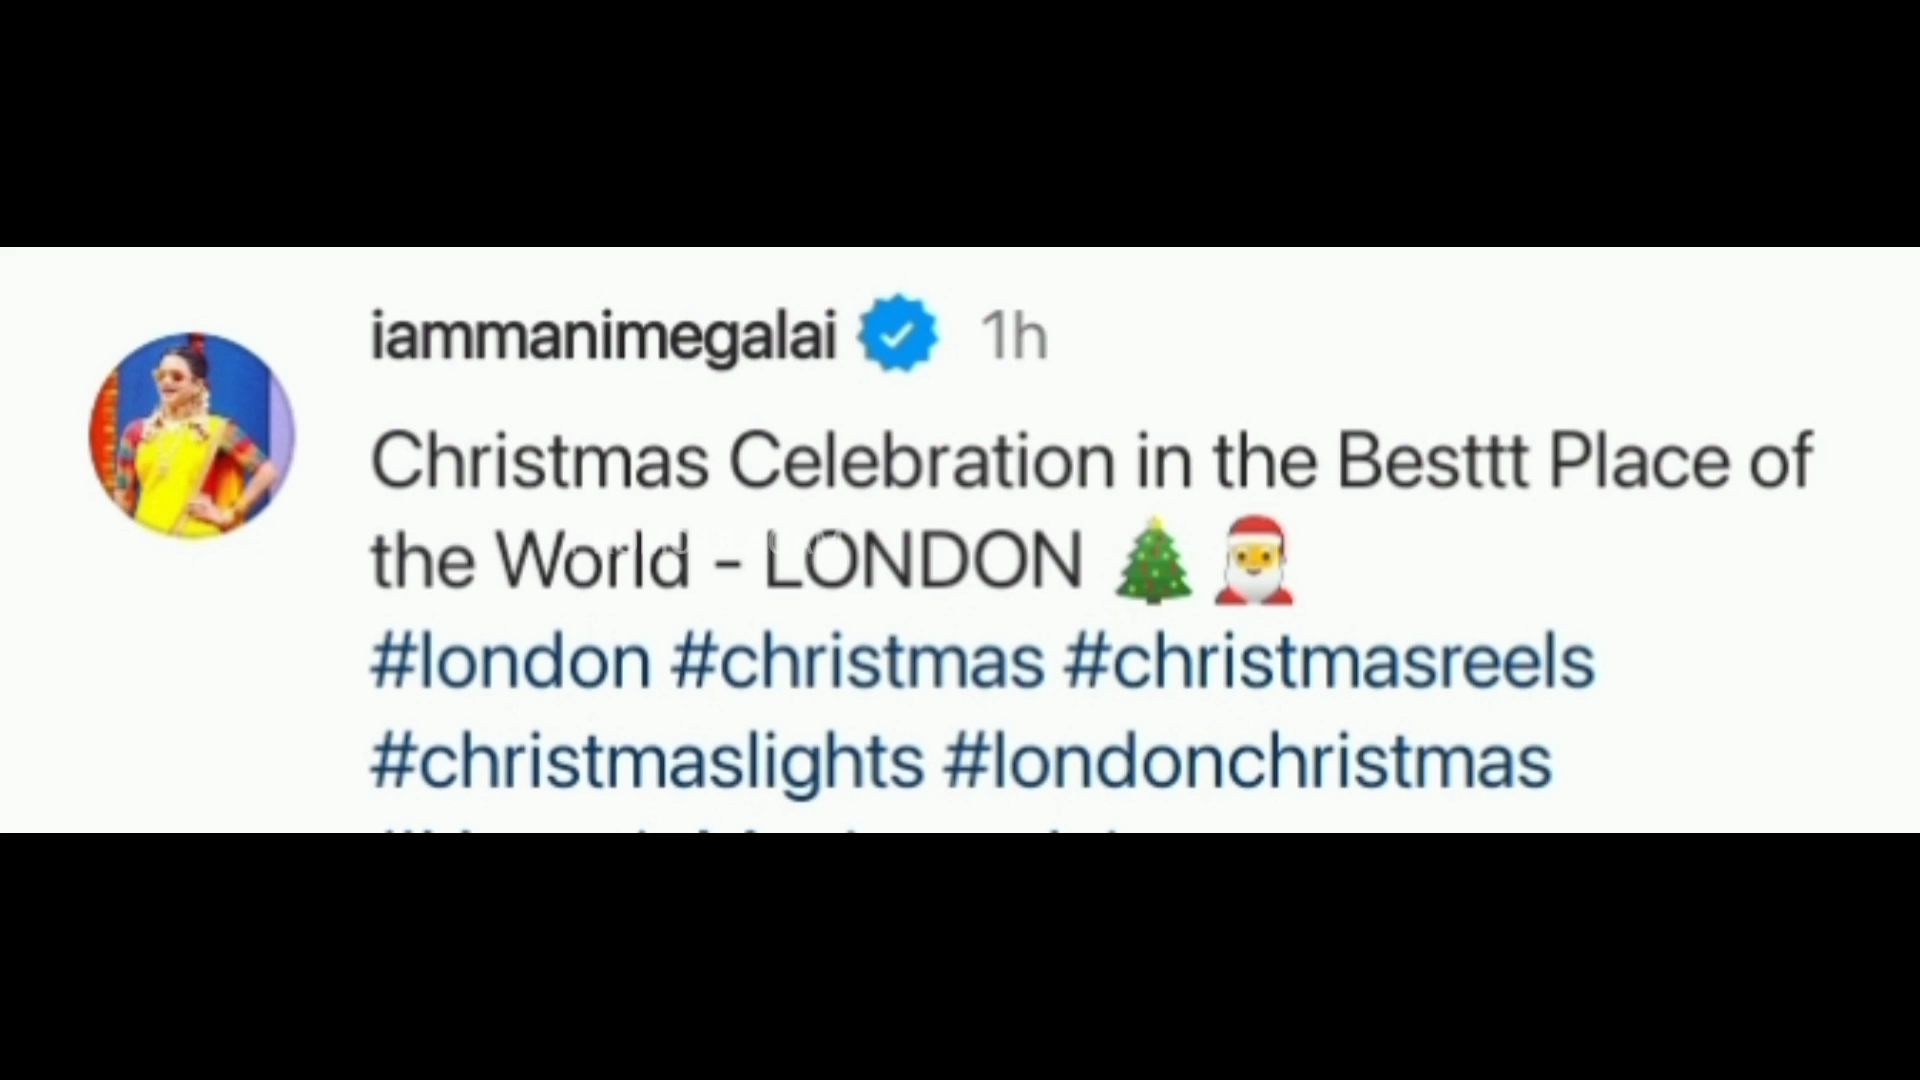 iammanimegalai 1h
Christmas Celebration in the Besttt Place of
the World - LONDON 🎄🎅
#london #christmas #christmasreels
#christmaslights #londonchristmas